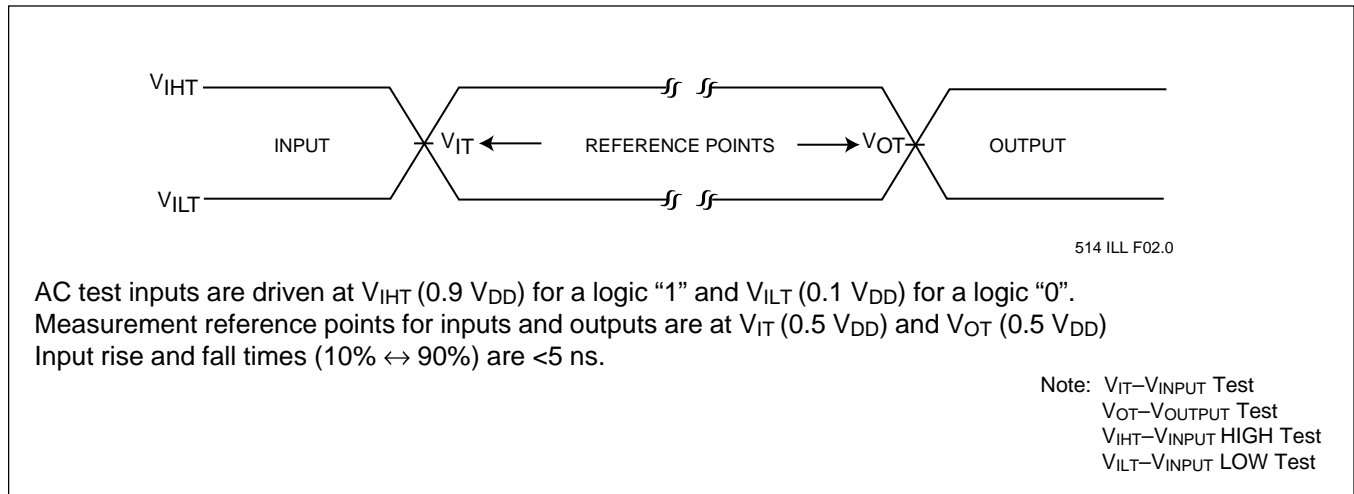 VIHT
INPUT VIT REFERENCE POINTS VOT OUTPUT
VILT
514 ILL F02.0
AC test inputs are driven at VIHT (0.9 VDD) for a logic “1” and VILT (0.1 VDD) for a logic “0”.
Measurement reference points for inputs and outputs are at VIT (0.5 VDD) and VOT (0.5 VDD)
Input rise and fall times (10% ↔ 90%) are <5 ns.
Note: VIT–VINPUT Test
VOT–VOUTPUT Test
VIHT–VINPUT HIGH Test
VILT–VINPUT LOW Test